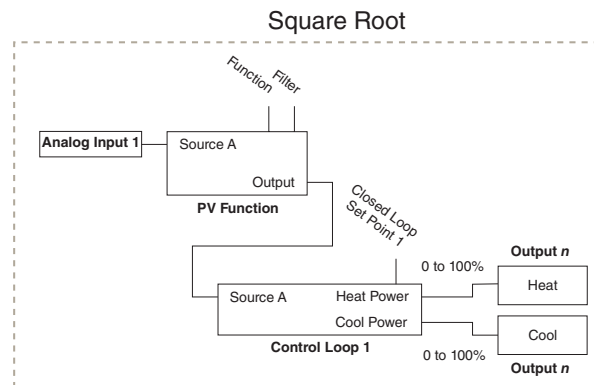 Square Root
Function
Filter
Analog Input 1
Source A
Output
PV Function
Closed Loop
Set Point 1
Output n
0 to 100%
Source A
Heat Power
Heat
Cool Power
Cool
Control Loop 1
0 to 100%
Output n